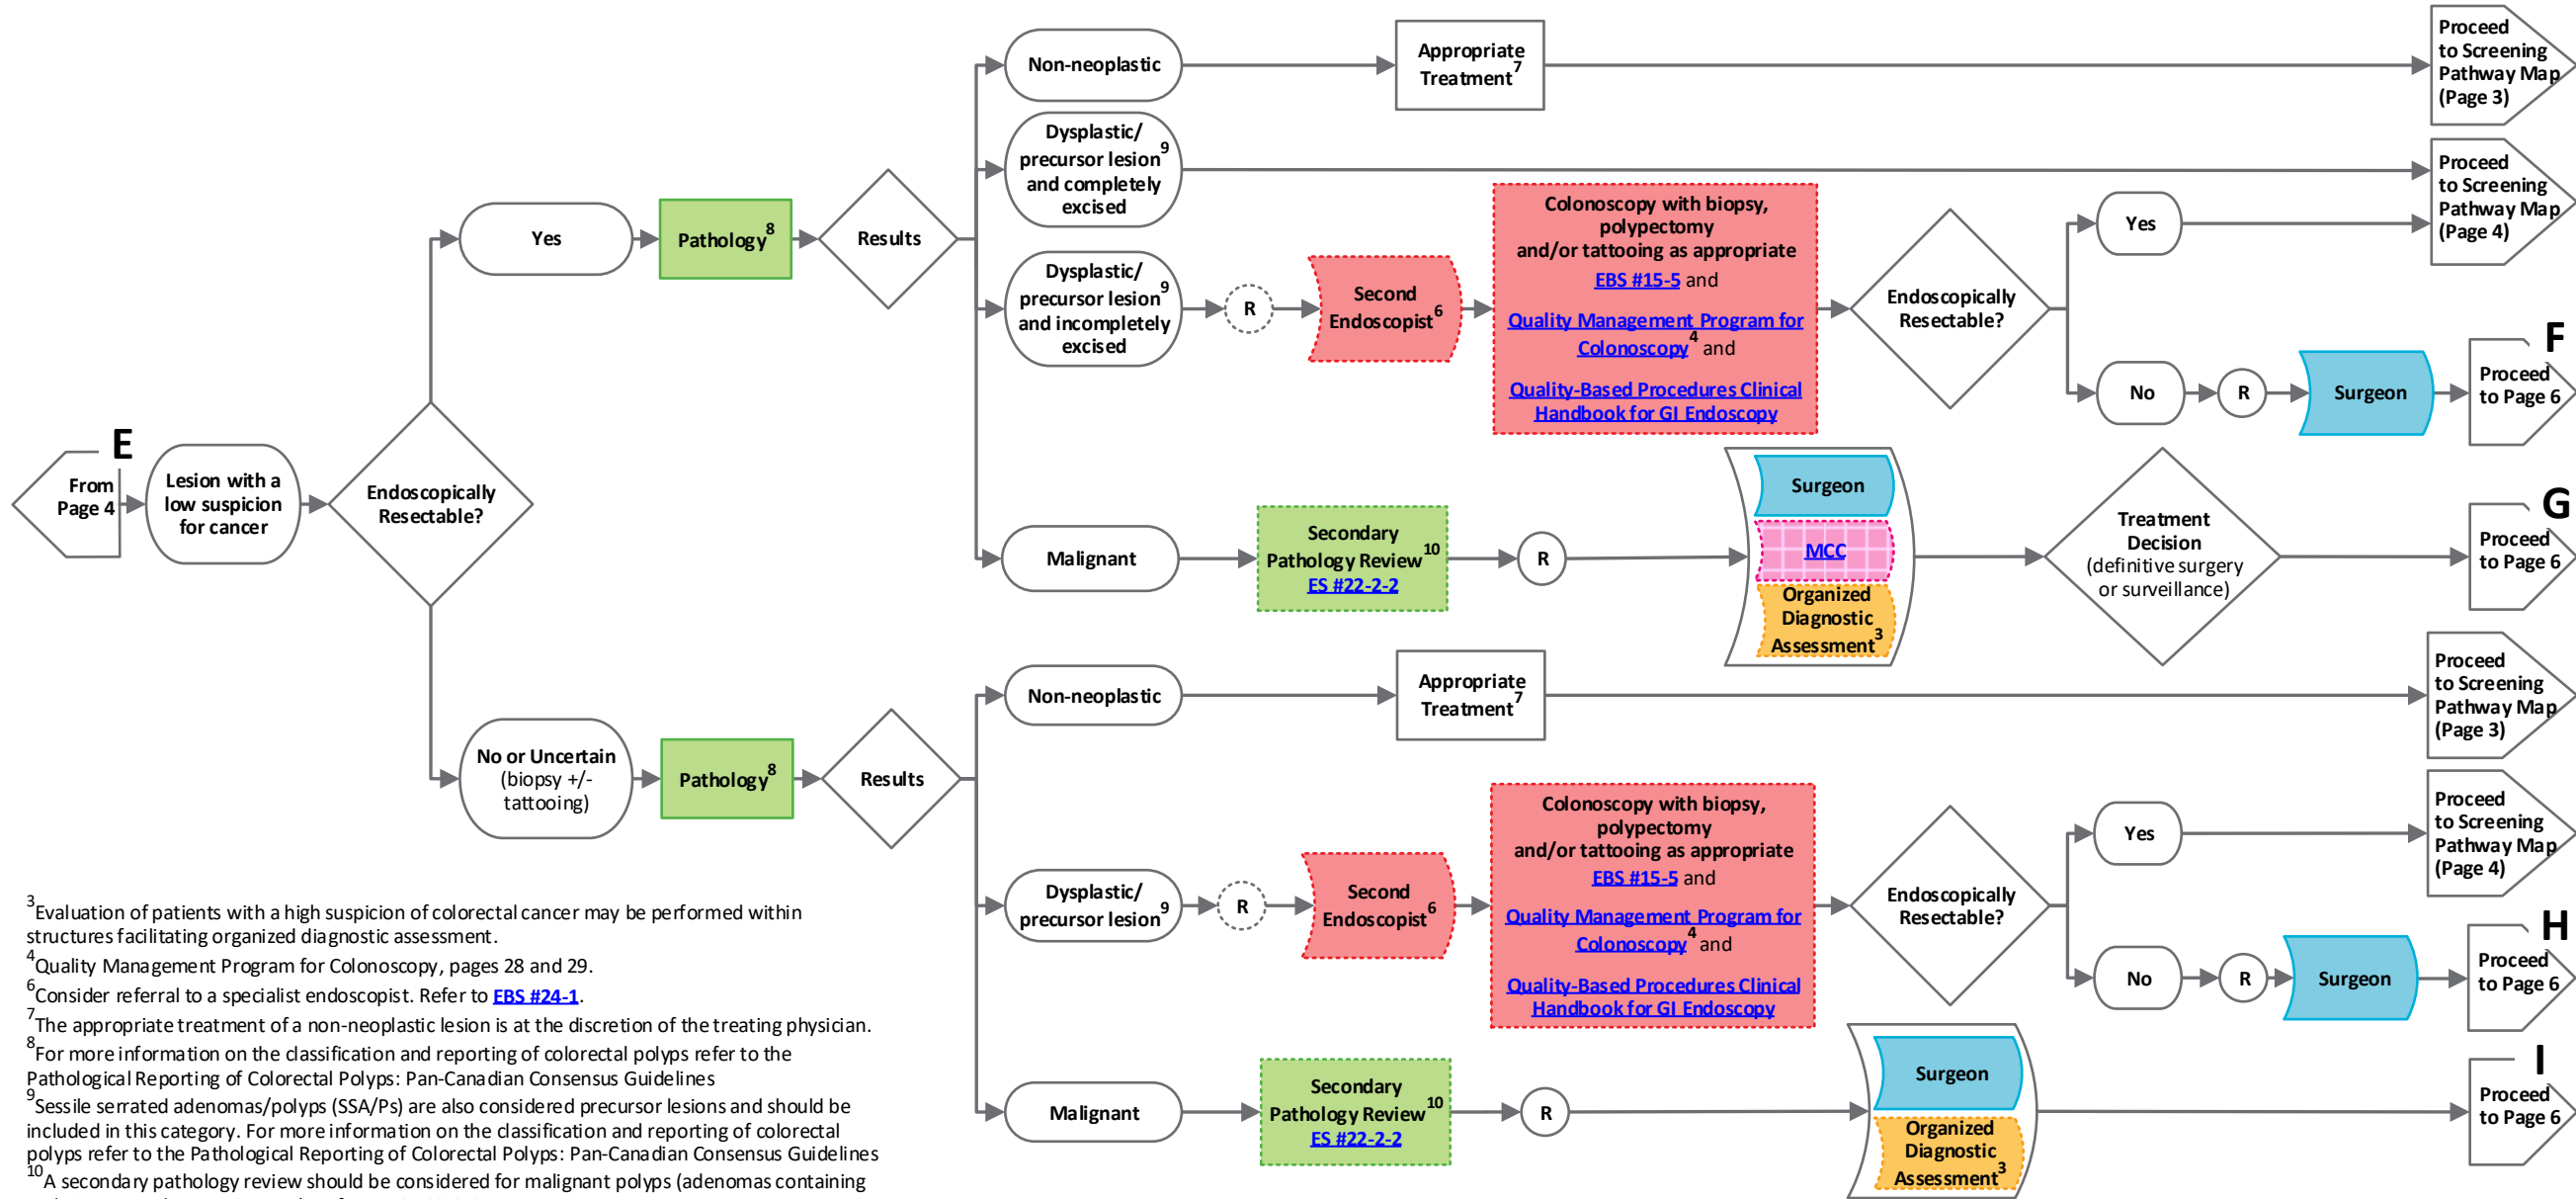 Non-neoplastic
Appropriate
Treatment7
Proceed
to Screening
Pathway Map
(Page 3)
Dysplastic/
precursor lesion9
and completely
excised
Proceed
to Screening
Pathway Map
(Page 4)
Yes
Pathology8
Results
Dysplastic/
precursor lesion9
and incompletely
excised
R
Second
Endoscopist6
Colonoscopy with biopsy,
polypectomy
and/or tattooing as appropriate
EBS #15-5 and
Quality Management Program for
Colonoscopy4 and
Quality-Based Procedures Clinical
Handbook for GI Endoscopy
Endoscopically
Resectable?
Yes
No
R
Surgeon
F
Proceed
to Page 6
E
From
Page 4
Lesion with a
low suspicion
for cancer
Endoscopically
Resectable?
Malignant
Secondary
Pathology Review10
ES #22-2-2
R
Surgeon
MCC
Organized
Diagnostic
Assessment3
Treatment
Decision
(definitive surgery
or surveillance)
G
Proceed
to Page 6
Non-neoplastic
Appropriate
Treatment7
Proceed
to Screening
Pathway Map
(Page 3)
No or Uncertain
(biopsy +/-
tattooing)
Pathology8
Results
Dysplastic/
precursor lesion9
R
Second
Endoscopist6
Colonoscopy with biopsy,
polypectomy
and/or tattooing as appropriate
EBS #15-5 and
Quality Management Program for
Colonoscopy4 and
Quality-Based Procedures Clinical
Handbook for GI Endoscopy
Endoscopically
Resectable?
Yes
Proceed
to Screening
Pathway Map
(Page 4)
No
R
Surgeon
H
Proceed
to Page 6
Malignant
Secondary
Pathology Review10
ES #22-2-2
R
Surgeon
Organized
Diagnostic
Assessment3
I
Proceed
to Page 6
3Evaluation of patients with a high suspicion of colorectal cancer may be performed within
structures facilitating organized diagnostic assessment.
4Quality Management Program for Colonoscopy, pages 28 and 29.
6Consider referral to a specialist endoscopist. Refer to EBS #24-1.
7The appropriate treatment of a non-neoplastic lesion is at the discretion of the treating physician.
8For more information on the classification and reporting of colorectal polyps refer to the
Pathological Reporting of Colorectal Polyps: Pan-Canadian Consensus Guidelines
9Sessile serrated adenomas/polyps (SSA/Ps) are also considered precursor lesions and should be
included in this category. For more information on the classification and reporting of colorectal
polyps refer to the Pathological Reporting of Colorectal Polyps: Pan-Canadian Consensus Guidelines
10A secondary pathology review should be considered for malignant polyps (adenomas containing